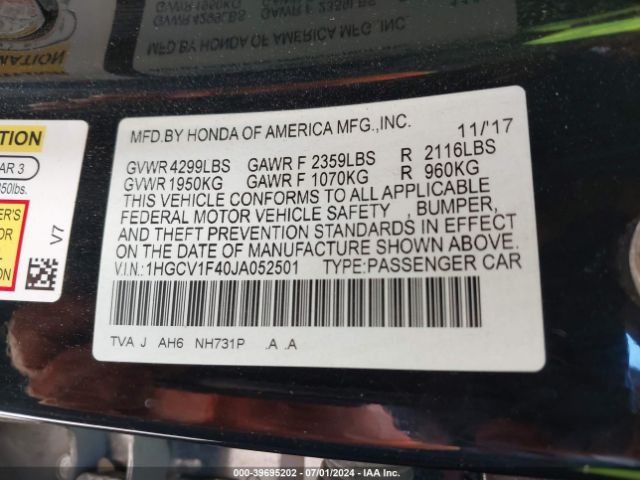 MFD.BY HONDA OF AMERICA MFG.,INC. 11/'17
GVWR 4299LBS GAWR F 2359LBS R 2116LBS
GVWR 1950KG GAWR F 1070KG R 960KG
THIS VEHICLE CONFORMS TO ALL APPLICABLE
FEDERAL MOTOR VEHICLE SAFETY , BUMPER,
AND THEFT PREVENTION STANDARDS IN EFFECT
ON THE DATE OF MANUFACTURE SHOWN ABOVE.
V.I.N.: 1HGCV1F40JA052501 TYPE:PASSENGER CAR
TVA J AH6 NH731P .A .A
AR 3
50lbs.
V7
000-39695202 - 07/01/2024 - IAA Inc.